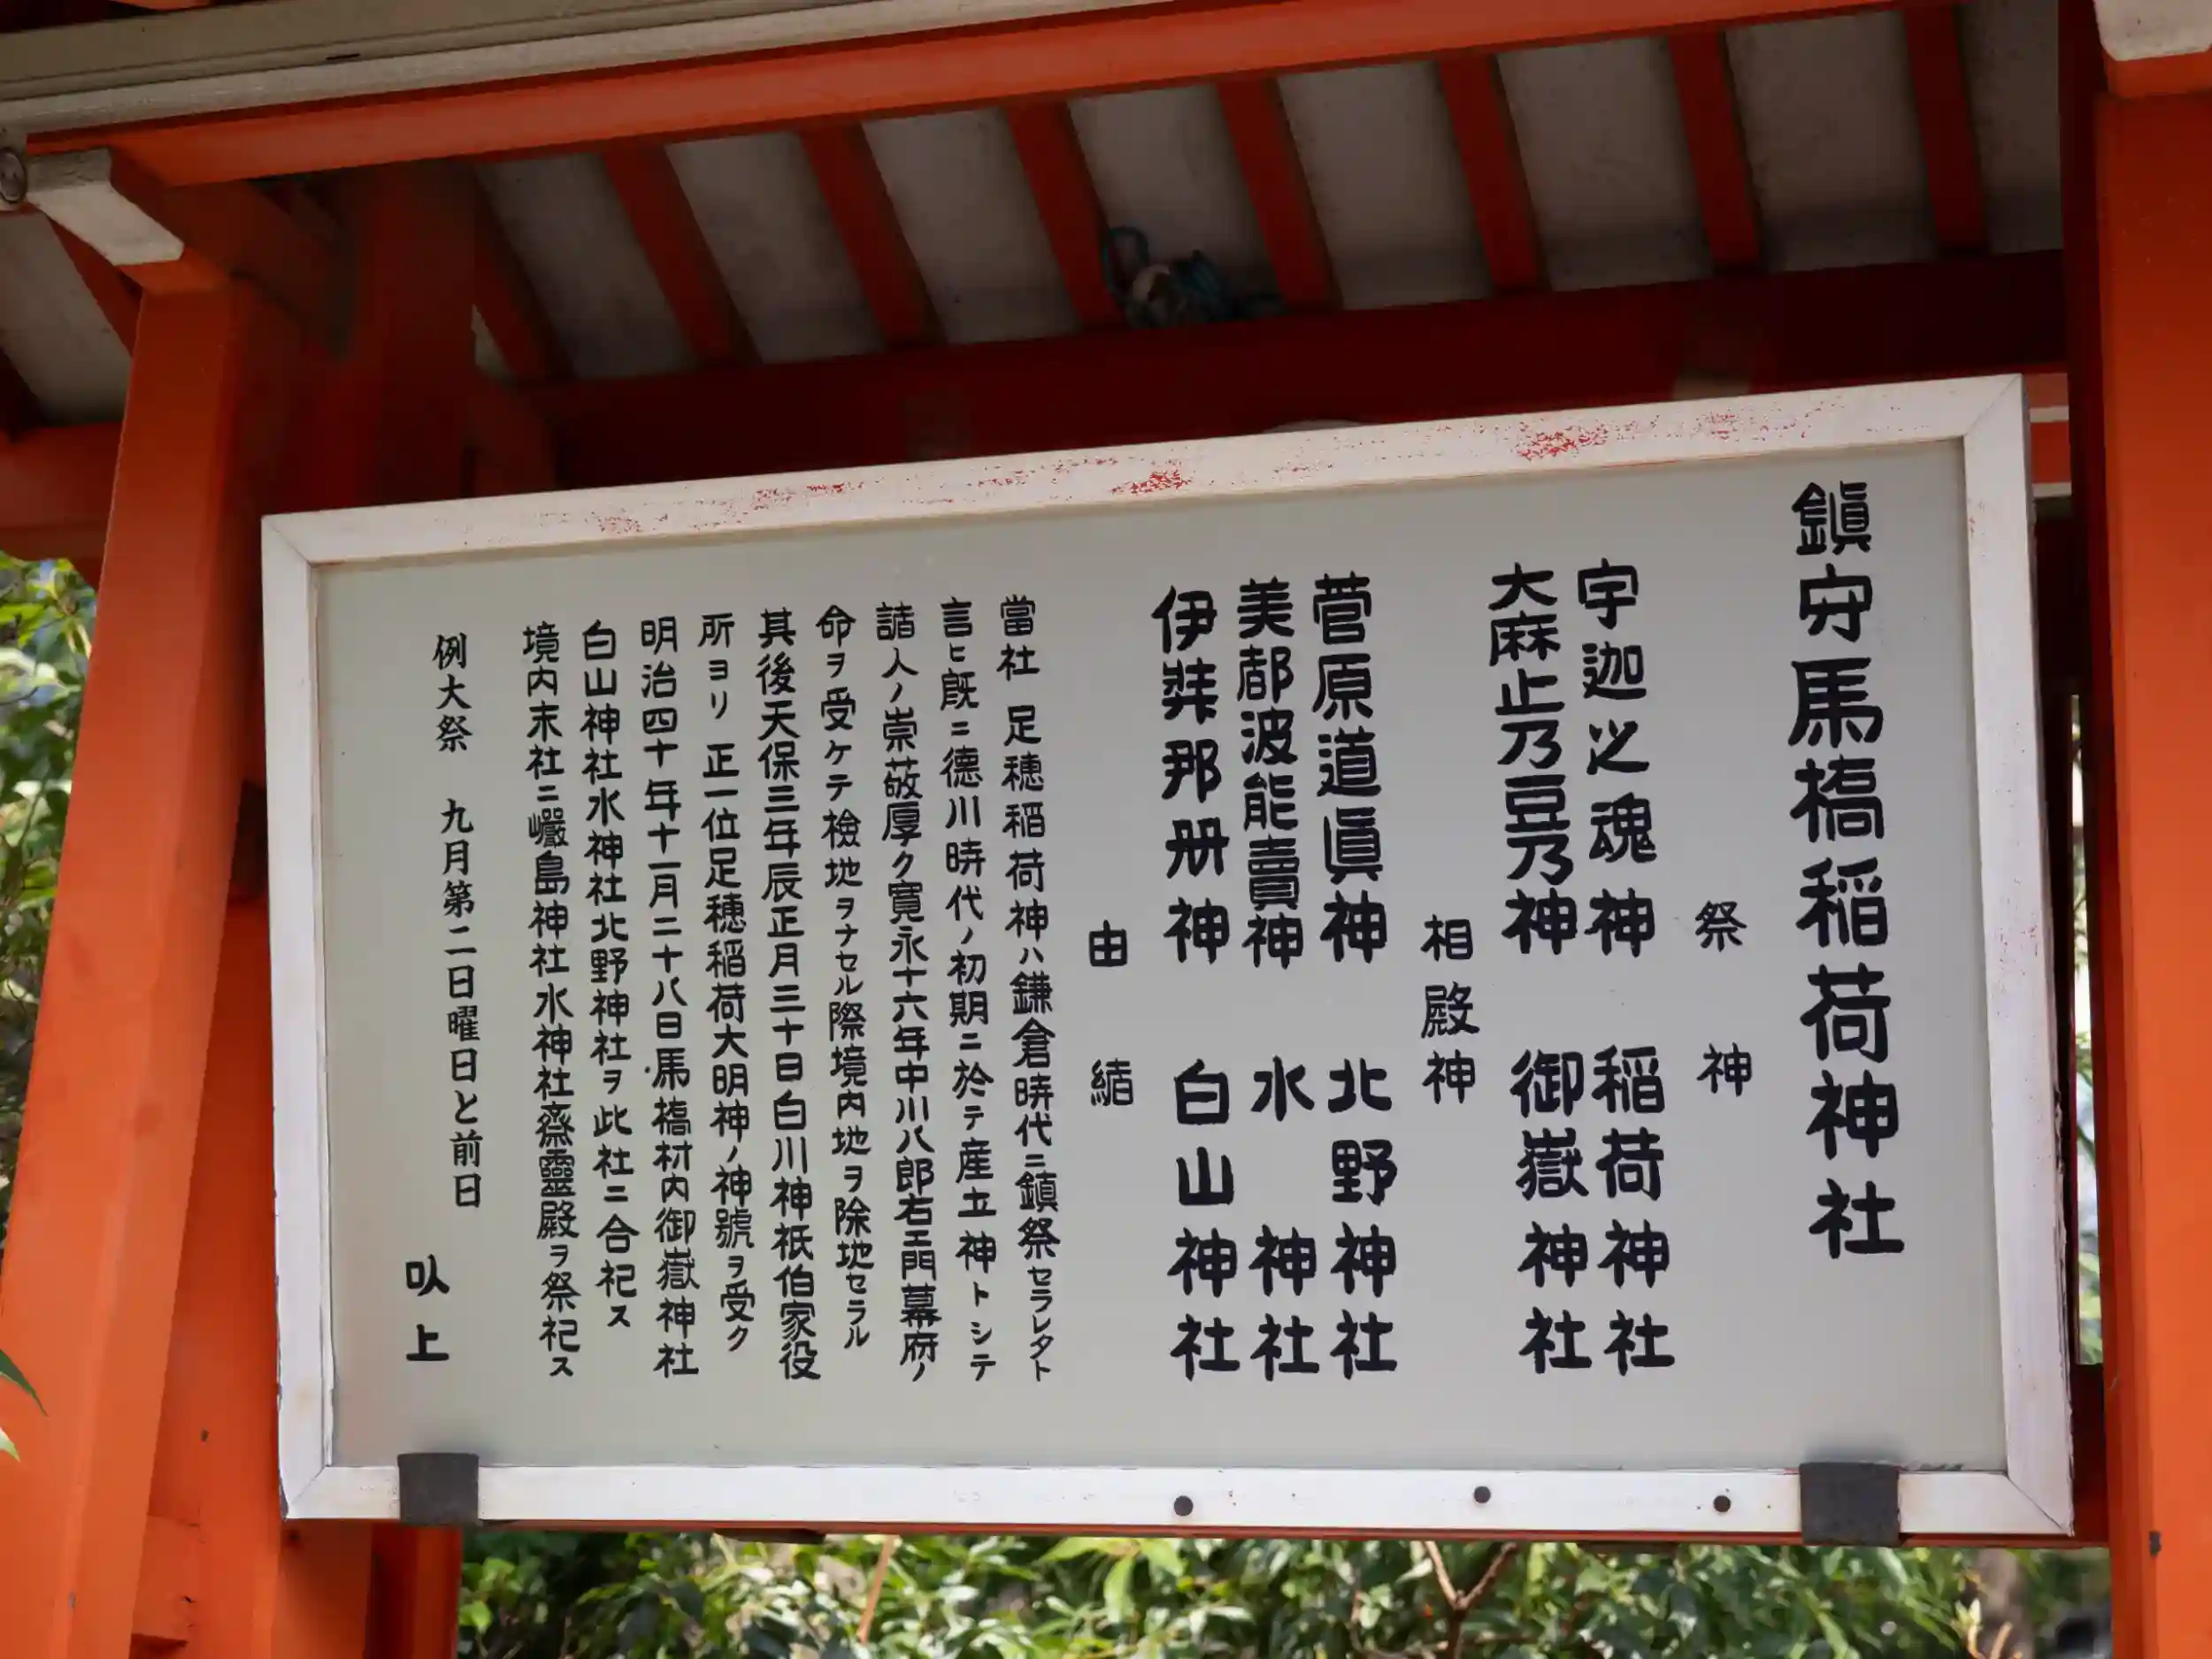 鎮守馬橋稲荷神社
祭神
宇迦之魂神 稲荷神社
大麻止乃豆乃神 御嶽神社
相殿神
菅原道眞神 北野神社
美都波能賣神 水神社
伊弉那册神 白山神社
由緒
當社 足穂稲荷神ハ鎌倉時代ニ鎮祭セラレタト
言ヒ既ニ德川時代ノ初期ニ於テ産土神トシテ
諸人ノ崇敬厚ク寛永十六年中川八郎右エ門幕府ノ
命ヲ受ケテ檢地ヲナセル際境内地ヲ除地セラル
其後天保三年辰正月三十日白川神祇伯家役
所ヨリ 正一位足穂稲荷大明神ノ神號ヲ受ク
明治四十年十一月二十八日馬橋村内御嶽神社
白山神社水神社北野神社ヲ此社ニ合祀ス
境内末社ニ巖島神社水神社齋靈殿ヲ祭祀ス
例大祭 九月第二日曜日と前日
以上